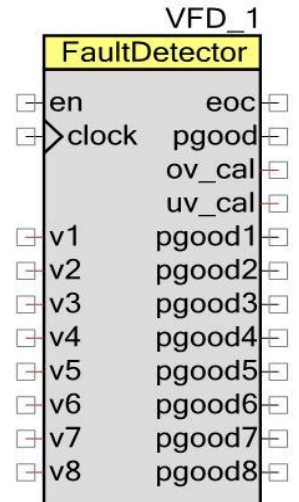 VFD_1
FaultDetector
en eoc
clock pgood
ov_cal
uv_cal
v1 pgood1
v2 pgood2
v3 pgood3
v4 pgood4
v5 pgood5
v6 pgood6
v7 pgood7
v8 pgood8